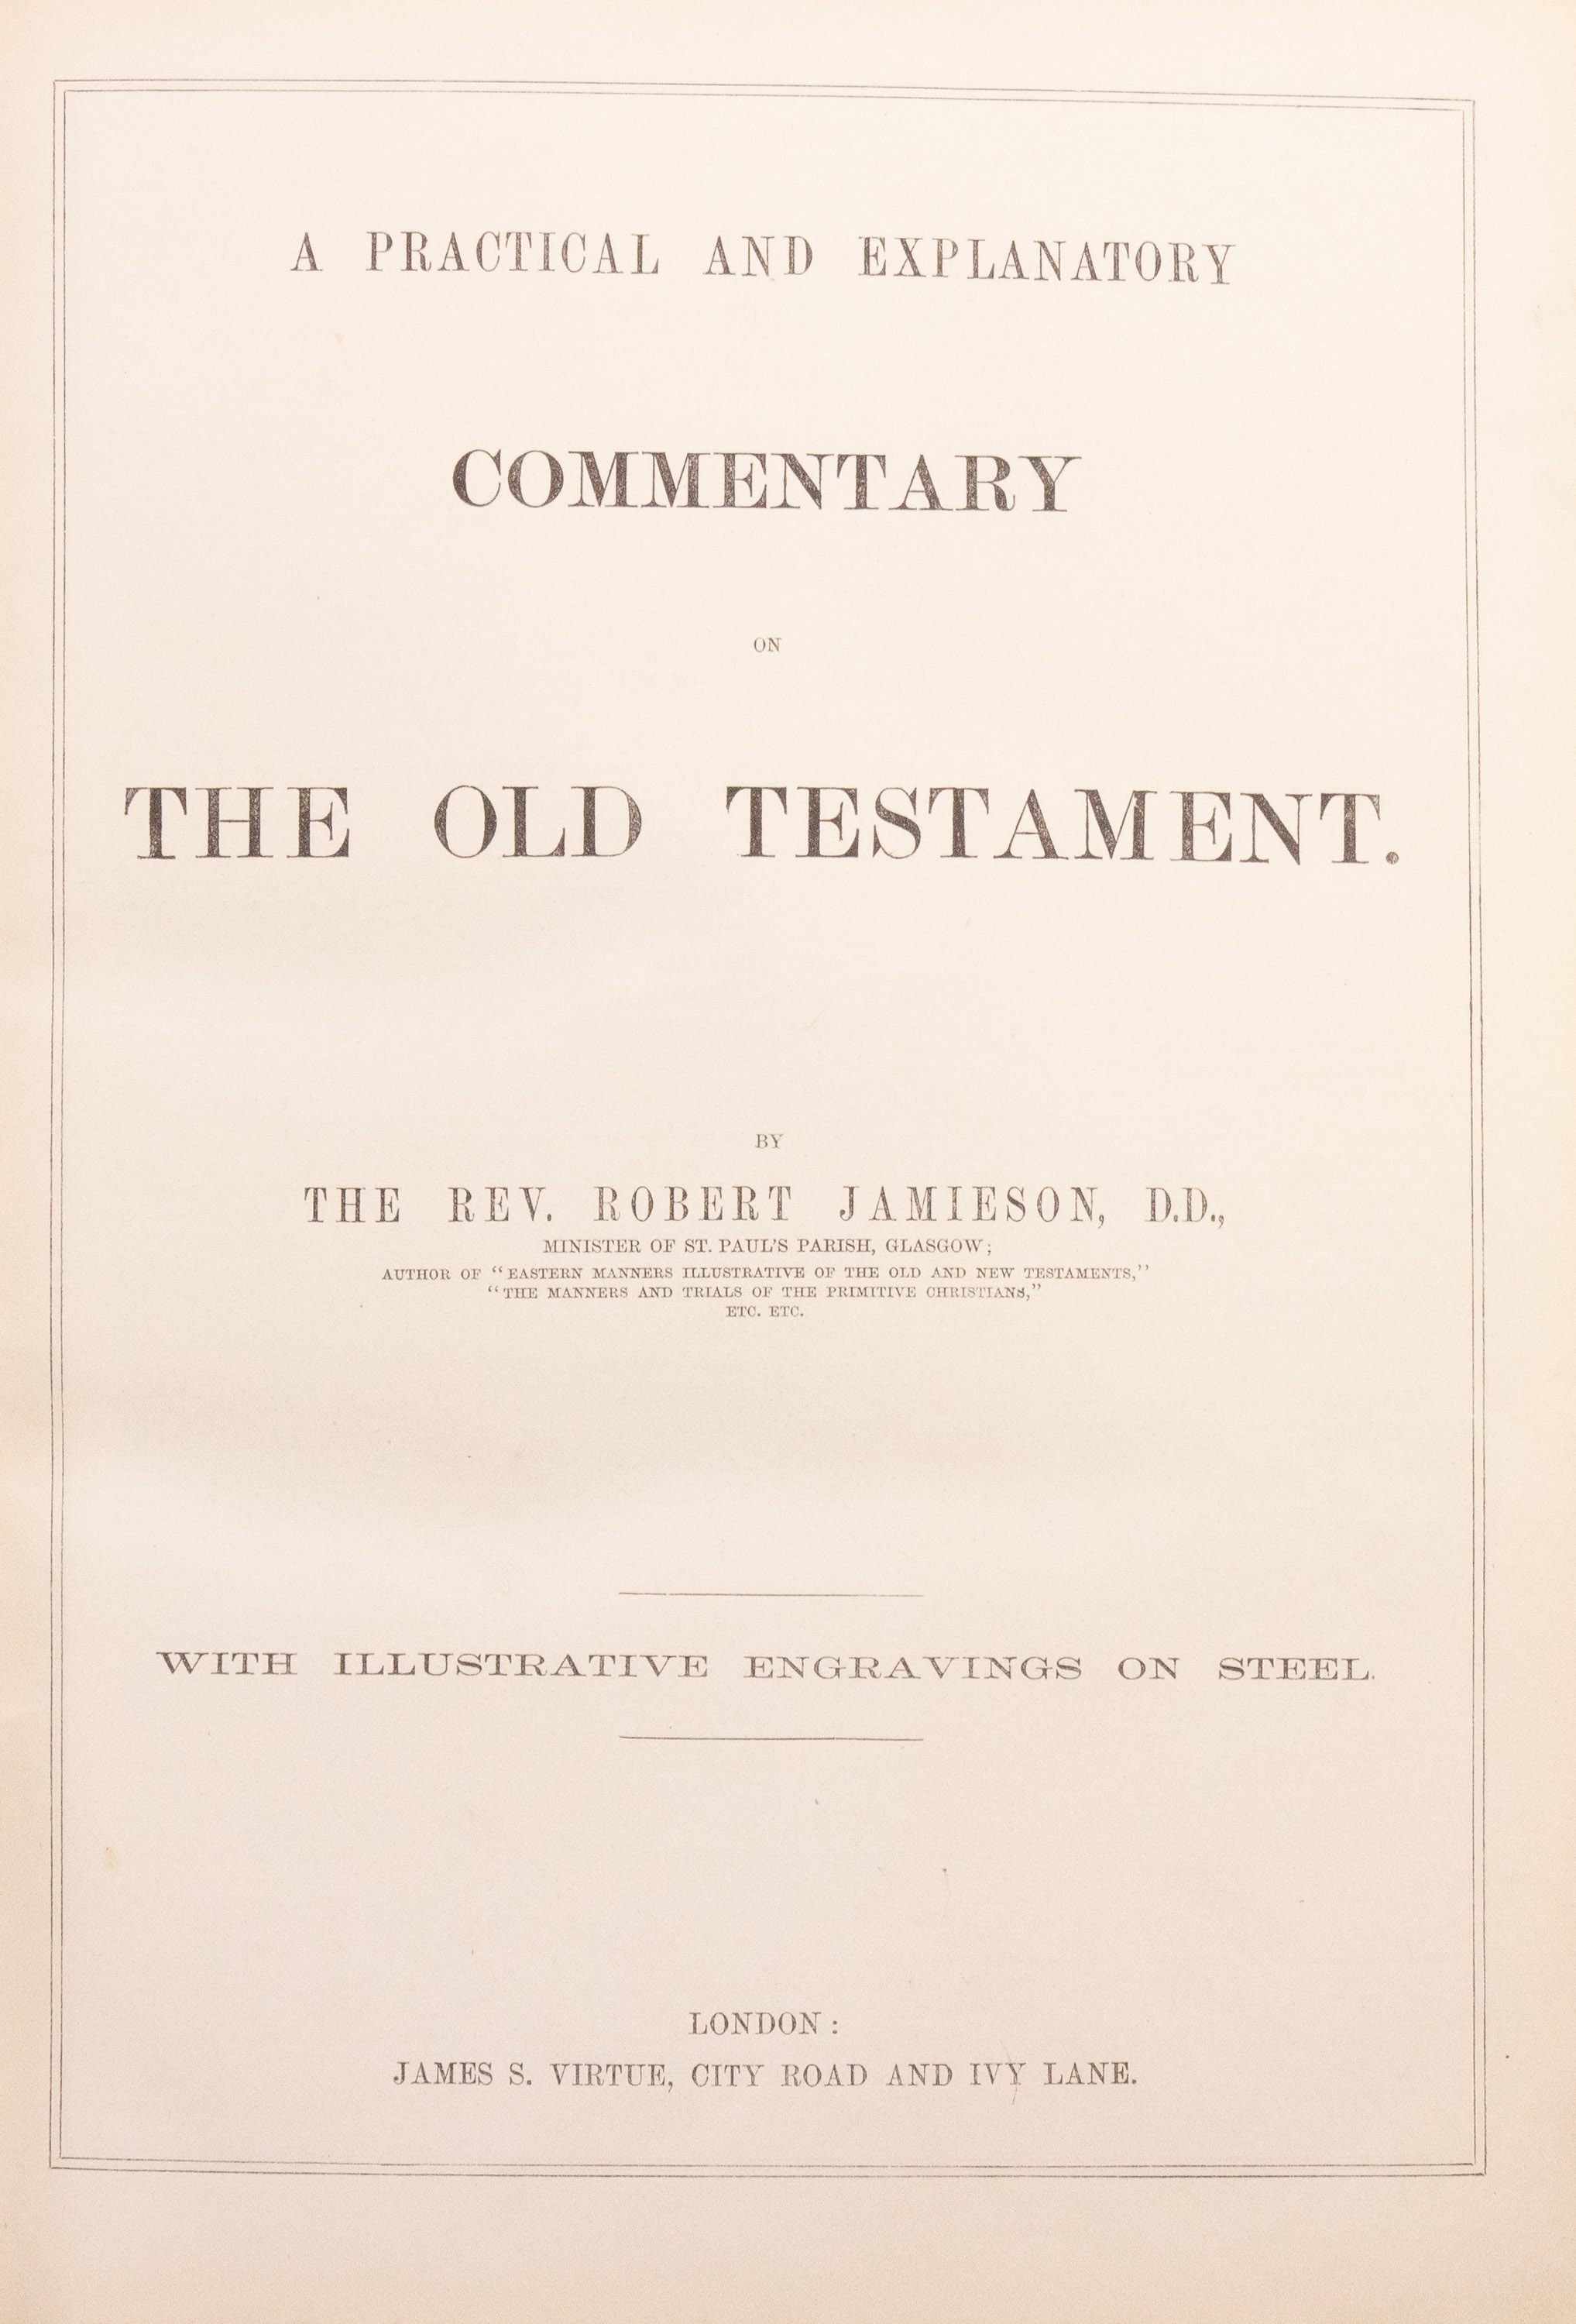 A PRACTICAL AND EXPLANATORY
COMMENTARY
ON
THE OLD TESTAMENT.
BY
THE REV. ROBERT JAMIESON, D.D.,
MINISTER OF ST. PAUL'S PARISH, GLASGOW;
AUTHOR OF "EASTERN MANNERS ILLUSTRATIVE OF THE OLD AND NEW TESTAMENTS,"
"THE MANNERS AND TRIALS OF THE PRIMITIVE CHRISTIANS,"
ETC. ETC.
WITH ILLUSTRATIVE ENGRAVINGS ON STEEL.
LONDON:
JAMES S. VIRTUE, CITY ROAD AND IVY LANE.